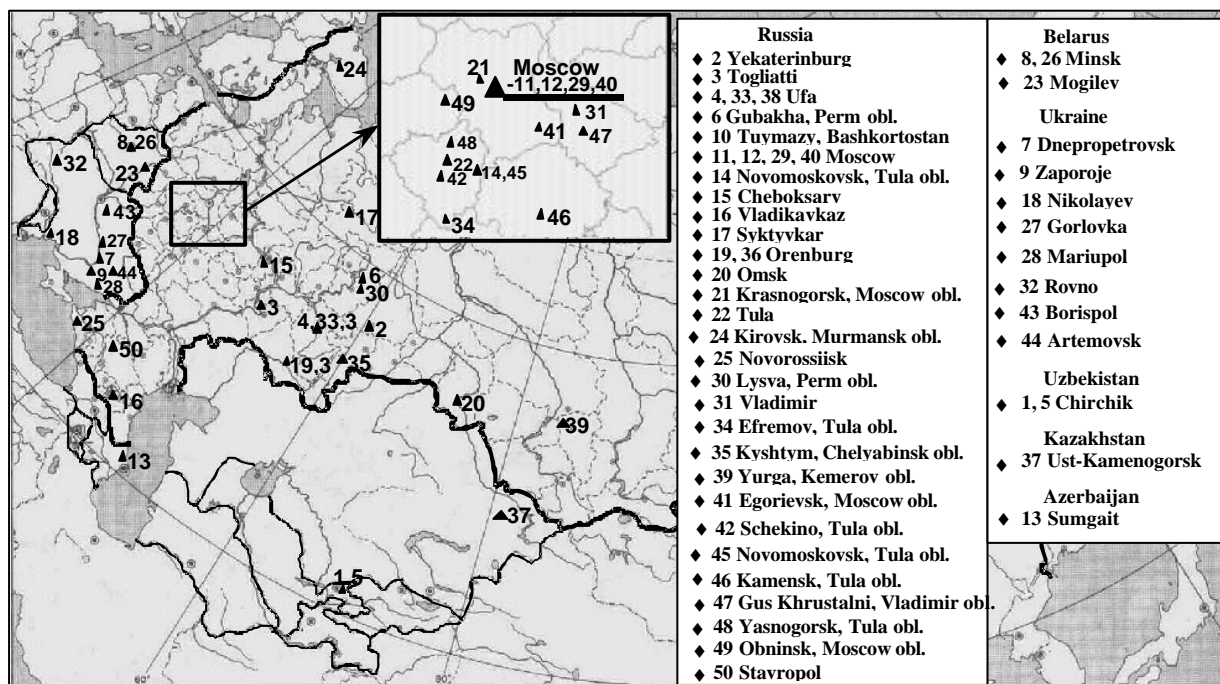 24
21
Moscow
-11,12,29,40
49
31
41
47
48
22
14,45
42
34
46
8,26
32
23
43
17
18
27
7
9
44
28
15
6
30
3
4,33,3
2
25
50
19,3
35
16
20
39
13
37
1,5
Russia
♦ 2 Yekaterinburg
♦ 3 Togliatti
♦ 4, 33, 38 Ufa
♦ 6 Gubakha, Perm obl.
♦ 10 Tuymazy, Bashkortostan
♦ 11, 12, 29, 40 Moscow
♦ 14 Novomoskovsk, Tula obl.
♦ 15 Cheboksarv
♦ 16 Vladikavkaz
♦ 17 Syktyvkar
♦ 19, 36 Orenburg
♦ 20 Omsk
♦ 21 Krasnogorsk, Moscow obl.
♦ 22 Tula
♦ 24 Kirovsk. Murmansk obl.
♦ 25 Novorossiisk
♦ 30 Lysva, Perm obl.
♦ 31 Vladimir
♦ 34 Efremov, Tula obl.
♦ 35 Kyshtym, Chelyabinsk obl.
♦ 39 Yurga, Kemerov obl.
♦ 41 Egorievsk, Moscow obl.
♦ 42 Schekino, Tula obl.
♦ 45 Novomoskovsk, Tula obl.
♦ 46 Kamensk, Tula obl.
♦ 47 Gus Khrustalni, Vladimir obl.
♦ 48 Yasnogorsk, Tula obl.
♦ 49 Obninsk, Moscow obl.
♦ 50 Stavropol
Belarus
♦ 8, 26 Minsk
♦ 23 Mogilev
Ukraine
♦ 7 Dnepropetrovsk
♦ 9 Zaporoje
♦ 18 Nikolayev
♦ 27 Gorlovka
♦ 28 Mariupol
♦ 32 Rovno
♦ 43 Borispol
♦ 44 Artemovsk
Uzbekistan
♦ 1, 5 Chirchik
Kazakhstan
♦ 37 Ust-Kamenogorsk
Azerbaijan
♦ 13 Sumgait